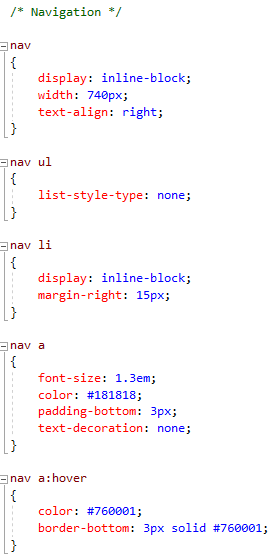 /* Navigation */
nav
{
display: inline-block;
width: 740px;
text-align: right;
}
nav ul
{
list-style-type: none;
}
nav li
{
display: inline-block;
margin-right: 15px;
}
nav a
{
font-size: 1.3em;
color: #181818;
padding-bottom: 3px;
text-decoration: none;
}
nav a:hover
{
color: #760001;
border-bottom: 3px solid #760001;
}